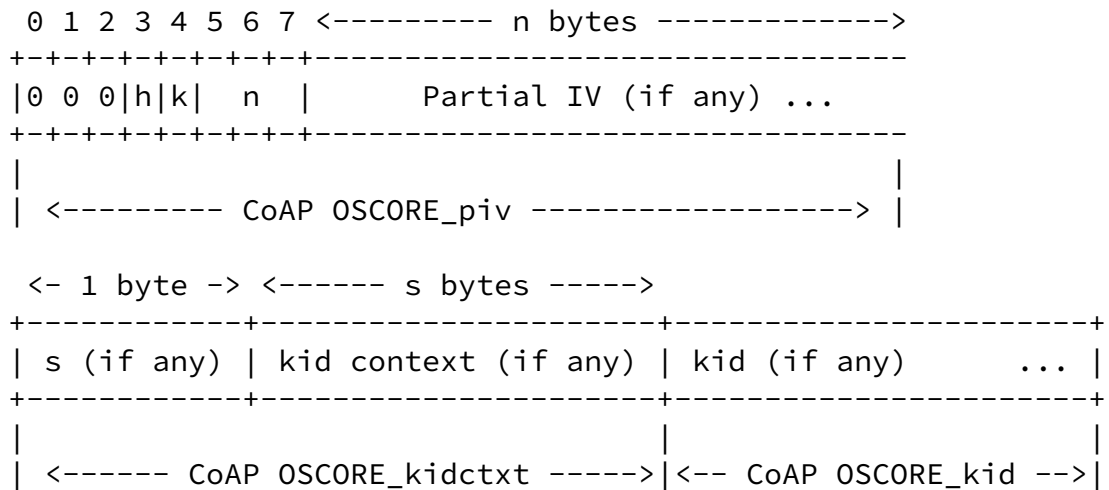 0 1 2 3 4 5 6 7 <--------- n bytes ------------->
+-+-+-+-+-+-+-+-+---------------------------------
|0 0 0|h|k|  n  |      Partial IV (if any) ...
+-+-+-+-+-+-+-+-+---------------------------------
|                                                |
| <--------- CoAP OSCORE_piv ------------------> |
<- 1 byte -> <------ s bytes ----->
+------------+----------------------+-----------------------+
| s (if any) | kid context (if any) | kid (if any)      ... |
+------------+----------------------+-----------------------+
|                                   |                       |
| <------ CoAP OSCORE_kidctxt ----->|<-- CoAP OSCORE_kid -->|